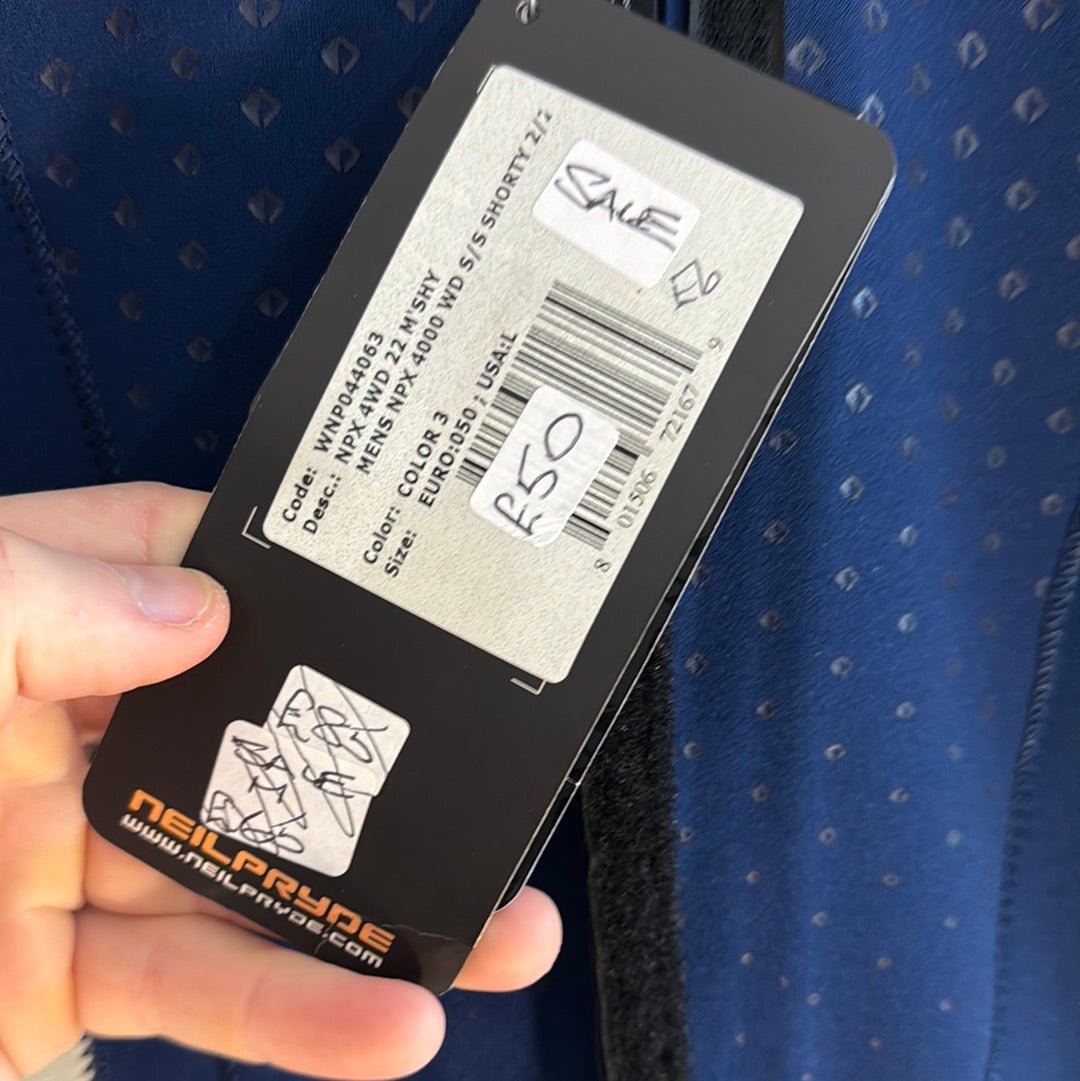 Code: WNP044063
Desc.: NPX 4WD 22 M'SHY
MENS NPX 4000 WD S/S SHORTY 2/2
Color: COLOR 3
Size: EURO:050 ; USA:L
SALE
£50
8 01506 72167 9
NEILPRYDE
www.NEILPRYDE.COM